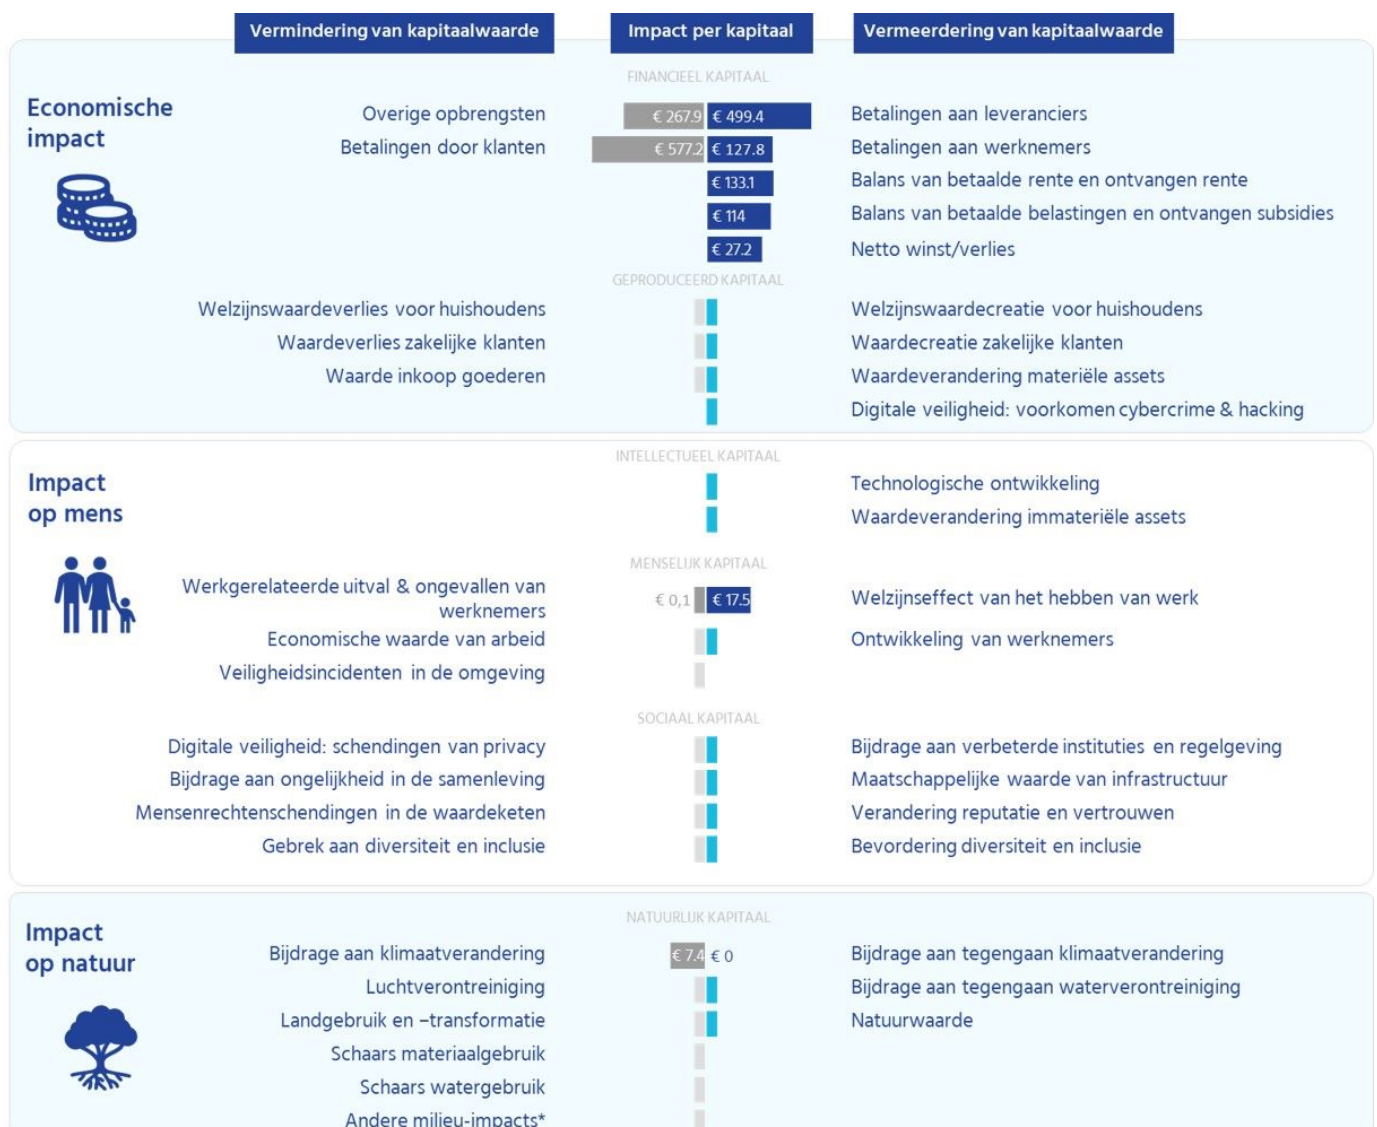 Vermindering van kapitaalwaarde Impact per kapitaal Vermeerdering van kapitaalwaarde
FINANCIEEL KAPITAAL
Economische
impact
Overige opbrengsten € 267.9 € 499.4 Betalingen aan leveranciers
Betalingen door klanten € 577.2 € 127.8 Betalingen aan werknemers
€ 133.1 Balans van betaalde rente en ontvangen rente
€ 114 Balans van betaalde belastingen en ontvangen subsidies
€ 27.2 Netto winst/verlies
GEPRODUCEERD KAPITAAL
Welzijnswaardeverlies voor huishoudens Welzijnswaardecreatie voor huishoudens
Waardeverlies zakelijke klanten Waardecreatie zakelijke klanten
Waarde inkoop goederen Waardeverandering materiële assets
Digitale veiligheid: voorkomen cybercrime & hacking
INTELLECTUEEL KAPITAAL
Impact
op mens
Technologische ontwikkeling
Waardeverandering immateriële assets
MENSELIJK KAPITAAL
Werkgerelateerde uitval & ongevallen van
werknemers
€ 0,1 € 17.5 Welzijnseffect van het hebben van werk
Economische waarde van arbeid Ontwikkeling van werknemers
Veiligheidsincidenten in de omgeving
SOCIAAL KAPITAAL
Digitale veiligheid: schendingen van privacy Bijdrage aan verbeterde instituties en regelgeving
Bijdrage aan ongelijkheid in de samenleving Maatschappelijke waarde van infrastructuur
Mensenrechtenschendingen in de waardeketen Verandering reputatie en vertrouwen
Gebrek aan diversiteit en inclusie Bevordering diversiteit en inclusie
NATUURLIJK KAPITAAL
Impact
op natuur
Bijdrage aan klimaatverandering € 7.4 € 0 Bijdrage aan tegengaan klimaatverandering
Luchtverontreiniging Bijdrage aan tegengaan waterverontreiniging
Landgebruik en –transformatie Natuurwaarde
Schaars materiaalgebruik
Schaars watergebruik
Andere milieu-impacts*